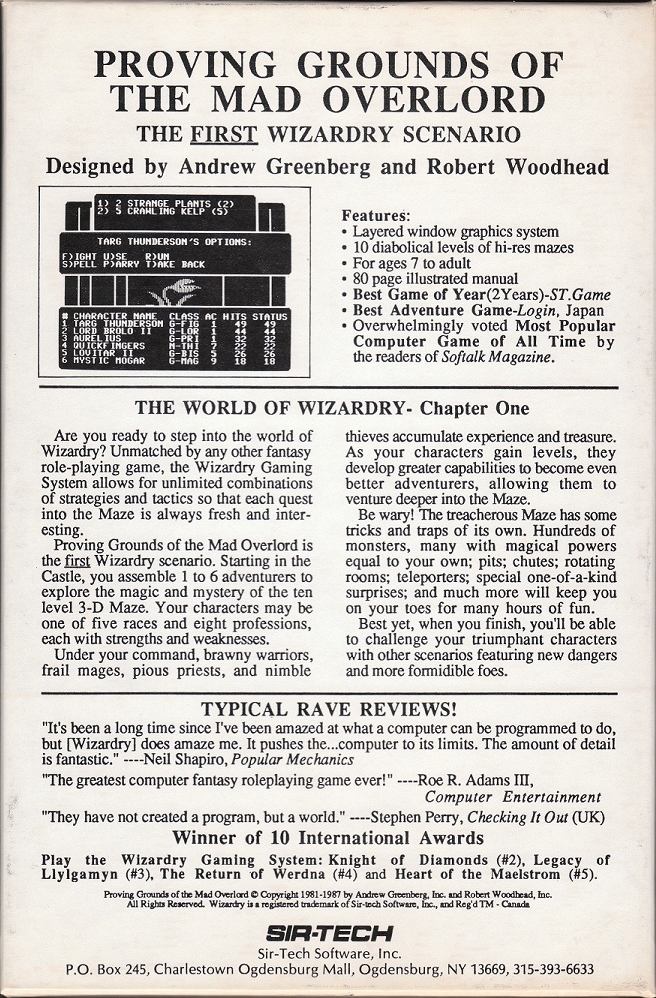 PROVING GROUNDS OF
THE MAD OVERLORD
THE FIRST WIZARDRY SCENARIO
Designed by Andrew Greenberg and Robert Woodhead
1) 2 STRANGE PLANTS (2)
2) 5 CRAWLING KELP (5)
TARG THUNDERSON'S OPTIONS:
F)IGHT U)SE R)UN
S)PELL P)ARRY T)AKE BACK
# CHARACTER NAME CLASS AC HITS STATUS
1 TARG THUNDERSON G-FIG 1 49 49
2 LORD BROLO II G-LOR 1 44 44
3 AURELIUS G-PRI 1 32 32
4 QUICKFINGERS N-THI 7 22 22
5 LOVITAR II G-BIS 5 26 26
6 MYSTIC MOGAR G-MAG 9 18 18
Features:
• Layered window graphics system
• 10 diabolical levels of hi-res mazes
• For ages 7 to adult
• 80 page illustrated manual
• Best Game of Year(2Years)-ST.Game
• Best Adventure Game-Login, Japan
• Overwhelmingly voted Most Popular
Computer Game of All Time by
the readers of Softalk Magazine.
THE WORLD OF WIZARDRY- Chapter One
Are you ready to step into the world of
Wizardry? Unmatched by any other fantasy
role-playing game, the Wizardry Gaming
System allows for unlimited combinations
of strategies and tactics so that each quest
into the Maze is always fresh and inter-
esting.
Proving Grounds of the Mad Overlord is
the first Wizardry scenario. Starting in the
Castle, you assemble 1 to 6 adventurers to
explore the magic and mystery of the ten
level 3-D Maze. Your characters may be
one of five races and eight professions,
each with strengths and weaknesses.
Under your command, brawny warriors,
frail mages, pious priests, and nimble
thieves accumulate experience and treasure.
As your characters gain levels, they
develop greater capabilities to become even
better adventurers, allowing them to
venture deeper into the Maze.
Be wary! The treacherous Maze has some
tricks and traps of its own. Hundreds of
monsters, many with magical powers
equal to your own; pits; chutes; rotating
rooms; teleporters; special one-of-a-kind
surprises; and much more will keep you
on your toes for many hours of fun.
Best yet, when you finish, you'll be able
to challenge your triumphant characters
with other scenarios featuring new dangers
and more formidible foes.
TYPICAL RAVE REVIEWS!
"It's been a long time since I've been amazed at what a computer can be programmed to do,
but [Wizardry] does amaze me. It pushes the...computer to its limits. The amount of detail
is fantastic." ----Neil Shapiro, Popular Mechanics
"The greatest computer fantasy roleplaying game ever!" ----Roe R. Adams III,
Computer Entertainment
"They have not created a program, but a world." ----Stephen Perry, Checking It Out (UK)
Winner of 10 International Awards
Play the Wizardry Gaming System: Knight of Diamonds (#2), Legacy of
Llylgamyn (#3), The Return of Werdna (#4) and Heart of the Maelstrom (#5).
Proving Grounds of the Mad Overlord © Copyright 1981-1987 by Andrew Greenberg, Inc. and Robert Woodhead, Inc.
All Rights Reserved. Wizardry is a registered trademark of Sir-tech Software, Inc., and Reg'd TM - Canada
SIR-TECH
Sir-Tech Software, Inc.
P.O. Box 245, Charlestown Ogdensburg Mall, Ogdensburg, NY 13669, 315-393-6633